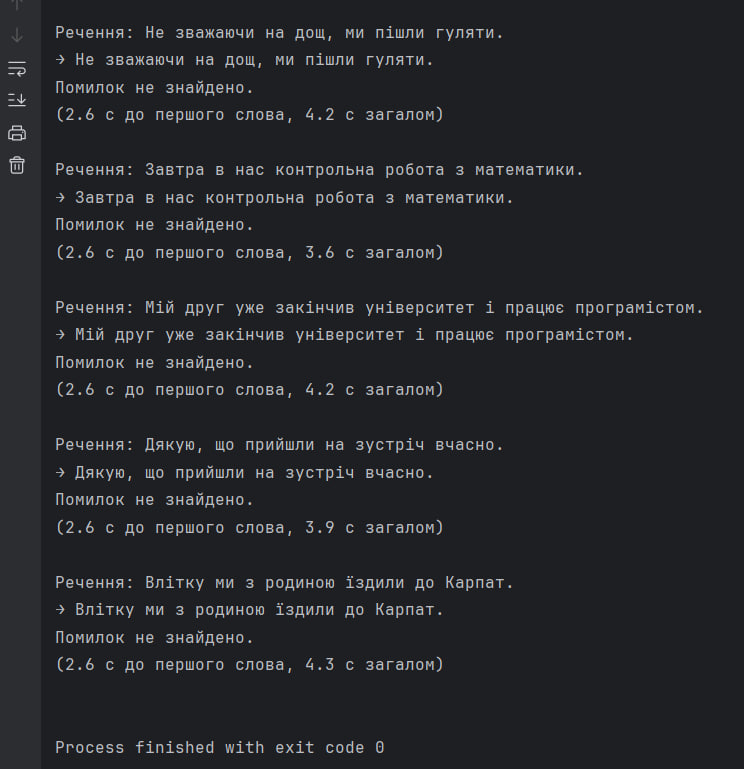 Речення: Не зважаючи на дощ, ми пішли гуляти.
→ Не зважаючи на дощ, ми пішли гуляти.
Помилок не знайдено.
(2.6 с до першого слова, 4.2 с загалом)
Речення: Завтра в нас контрольна робота з математики.
→ Завтра в нас контрольна робота з математики.
Помилок не знайдено.
(2.6 с до першого слова, 3.6 с загалом)
Речення: Мій друг уже закінчив університет і працює програмістом.
→ Мій друг уже закінчив університет і працює програмістом.
Помилок не знайдено.
(2.6 с до першого слова, 4.2 с загалом)
Речення: Дякую, що прийшли на зустріч вчасно.
→ Дякую, що прийшли на зустріч вчасно.
Помилок не знайдено.
(2.6 с до першого слова, 3.9 с загалом)
Речення: Влітку ми з родиною їздили до Карпат.
→ Влітку ми з родиною їздили до Карпат.
Помилок не знайдено.
(2.6 с до першого слова, 4.3 с загалом)
Process finished with exit code 0